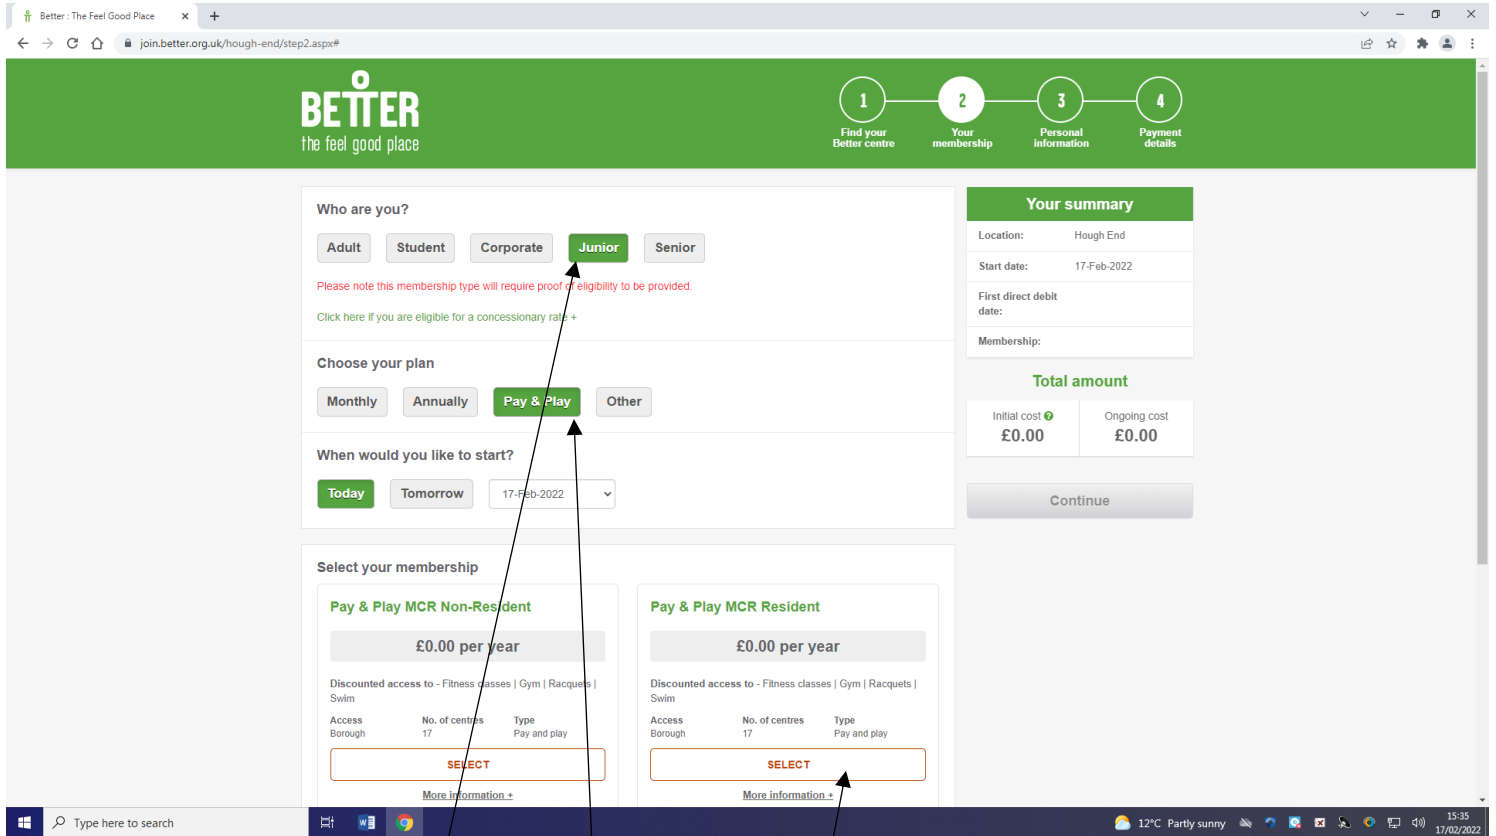 Better : The Feel Good Place
join.better.org.uk/hough-end/step2.aspx#
BETTER
the feel good place
1
2
3
4
Find your
Better centre
Your
membership
Personal
information
Payment
details
Who are you?
Adult
Student
Corporate
Junior
Senior
Please note this membership type will require proof of eligibility to be provided.
Click here if you are eligible for a concessionary rate +
Choose your plan
Monthly
Annually
Pay & Play
Other
When would you like to start?
Today
Tomorrow
17-Feb-2022
Your summary
Location: Hough End
Start date: 17-Feb-2022
First direct debit
date:
Membership:
Total amount
Initial cost ?
£0.00
Ongoing cost
£0.00
Continue
Select your membership
Pay & Play MCR Non-Resident
£0.00 per year
Discounted access to - Fitness classes | Gym | Racquets |
Swim
Access No. of centres Type
Borough 17 Pay and play
SELECT
More information +
Pay & Play MCR Resident
£0.00 per year
Discounted access to - Fitness classes | Gym | Racquets |
Swim
Access No. of centres Type
Borough 17 Pay and play
SELECT
More information +
Type here to search
12°C Partly sunny
15:35
17/02/2022